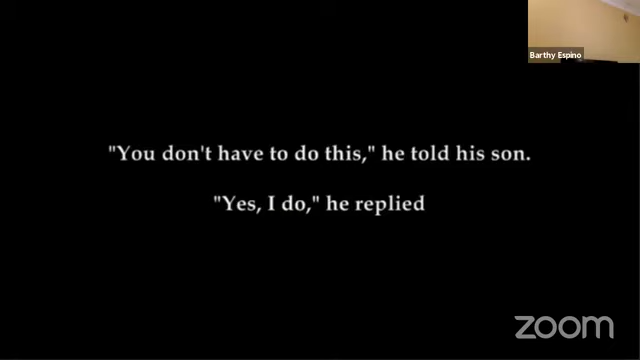 Barthy Espino
"You don't have to do this," he told his son.
"Yes, I do," he replied
zoom